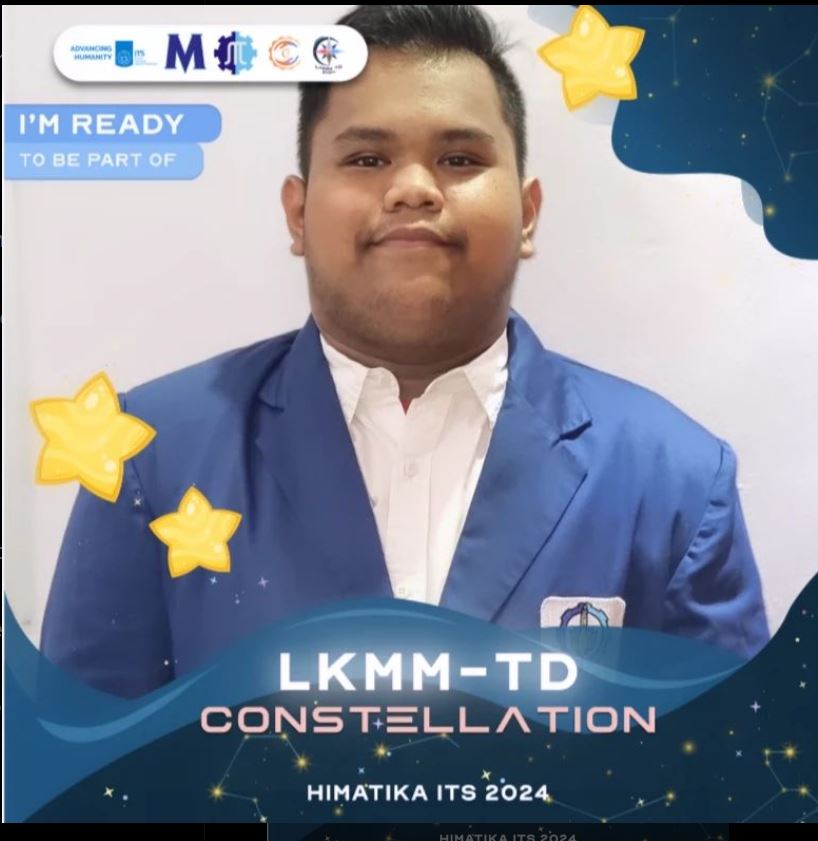 ADVANCING
HUMANITY
ITS
M
I'M READY
TO BE PART OF
LKMM-TD
CONSTELLATION
HIMATIKA ITS 2024
HIMATIKA ITS 2024